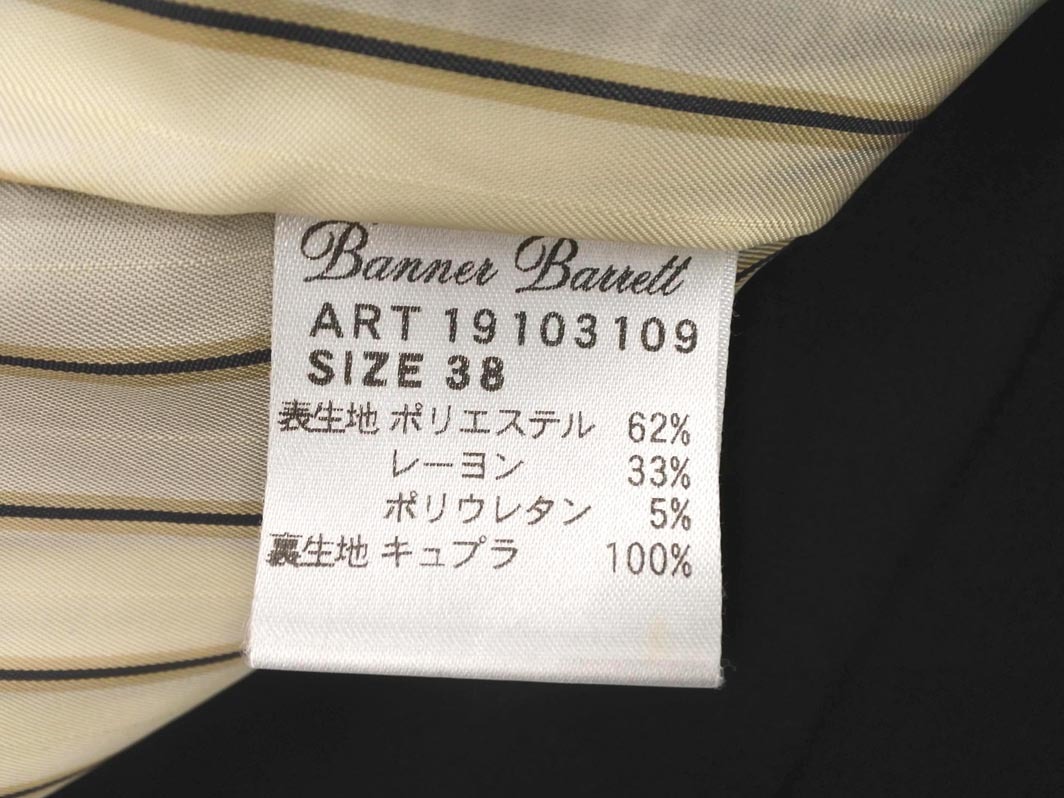 Banner Barrett
ART 19103109
SIZE 38
表生地 ポリエステル 62%
レーヨン 33%
ポリウレタン 5%
裏生地 キュプラ 100%